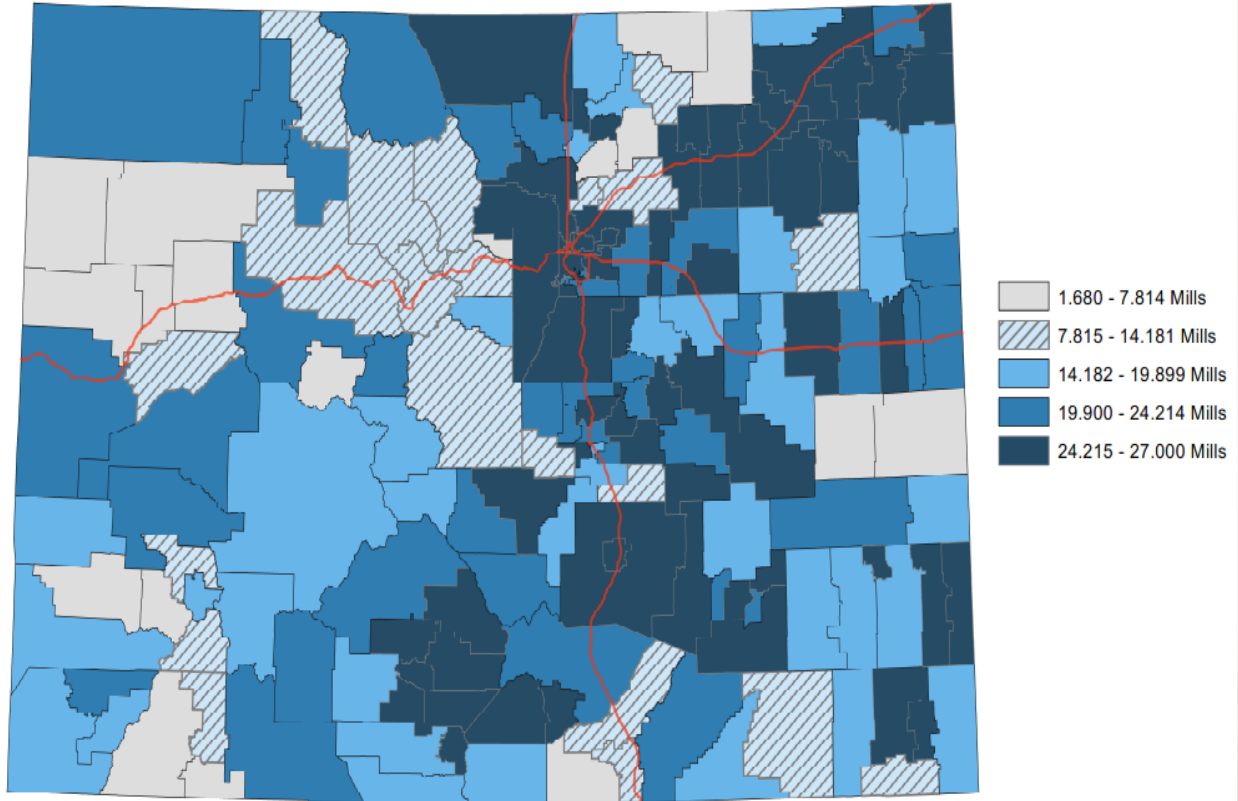 1.680 - 7.814 Mills
7.815 - 14.181 Mills
14.182 - 19.899 Mills
19.900 - 24.214 Mills
24.215 - 27.000 Mills